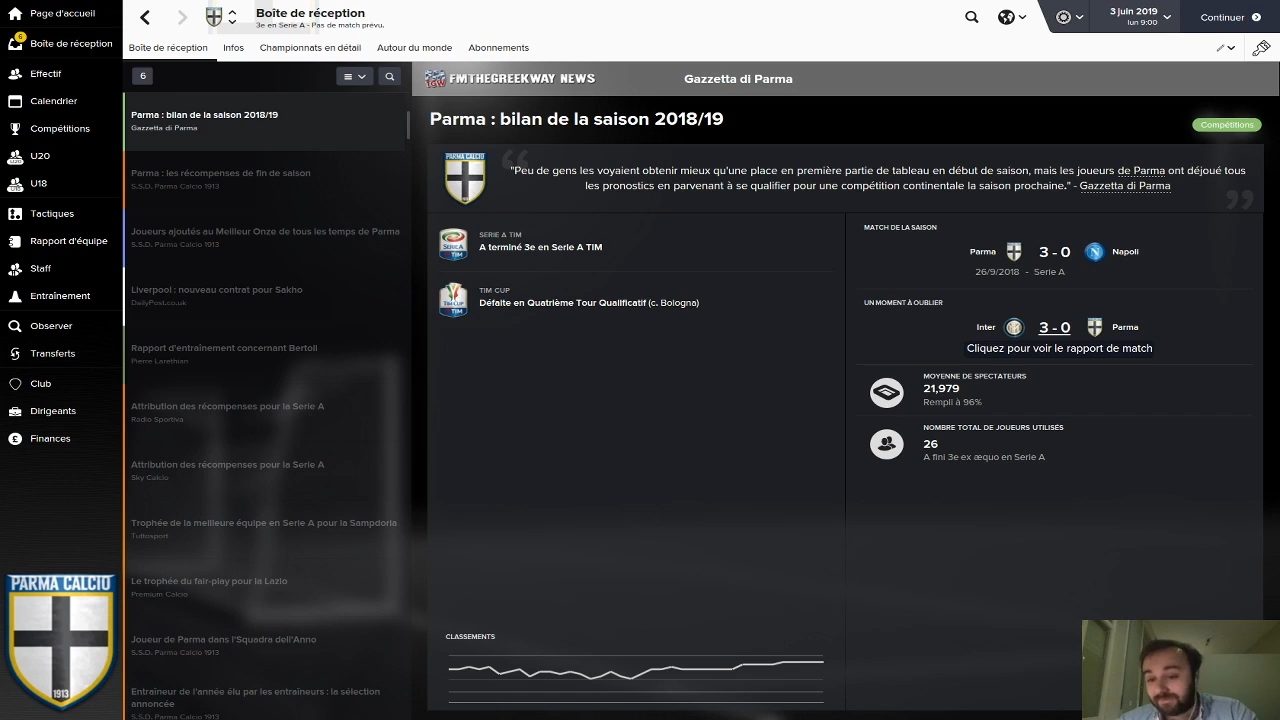 Page d'accueil
6
Boîte de réception
Effectif
Calendrier
Compétitions
U20
U18
Tactiques
Rapport d'équipe
Staff
Entraînement
Observer
Transferts
Club
Dirigeants
Finances
PARMA CALCIO
1913
Boîte de réception
3e en Serie A - Pas de match prévu.
3 juin 2019
lun 9:00
Continuer
Boîte de réception Infos Championnats en détail Autour du monde Abonnements
6
Parma : bilan de la saison 2018/19
Gazzetta di Parma
Parma : les récompenses de fin de saison
S.S.D. Parma Calcio 1913
Joueurs ajoutés au Meilleur Onze de tous les temps de Parma
S.S.D. Parma Calcio 1913
Liverpool : nouveau contrat pour Sakho
DailyPost.co.uk
Rapport d'entraînement concernant Bertoli
Pierre Larethian
Attribution des récompenses pour la Serie A
Radio Sportiva
Attribution des récompenses pour la Serie A
Sky Calcio
Trophée de la meilleure équipe en Serie A pour la Sampdoria
Tuttosport
Le trophée du fair-play pour la Lazio
Premium Calcio
Joueur de Parma dans l'Squadra dell'Anno
S.S.D. Parma Calcio 1913
Entraîneur de l'année élu par les entraîneurs : la sélection
annoncée
S.S.D. Parma Calcio 1913
FMTHEGREEKWAY NEWS
Gazzetta di Parma
Parma : bilan de la saison 2018/19
Compétitions
PARMA CALCIO
"Peu de gens les voyaient obtenir mieux qu'une place en première partie de tableau en début de saison, mais les joueurs de Parma ont déjoué tous
les pronostics en parvenant à se qualifier pour une compétition continentale la saison prochaine." - Gazzetta di Parma
SERIE A TIM
A terminé 3e en Serie A TIM
TIM CUP
Défaite en Quatrième Tour Qualificatif (c. Bologna)
MATCH DE LA SAISON
Parma 3 - 0 Napoli
26/9/2018 - Serie A
UN MOMENT À OUBLIER
Inter 3 - 0 Parma
Cliquez pour voir le rapport de match
MOYENNE DE SPECTATEURS
21,979
Rempli à 96%
NOMBRE TOTAL DE JOUEURS UTILISÉS
26
A fini 3e ex æquo en Serie A
CLASSEMENTS